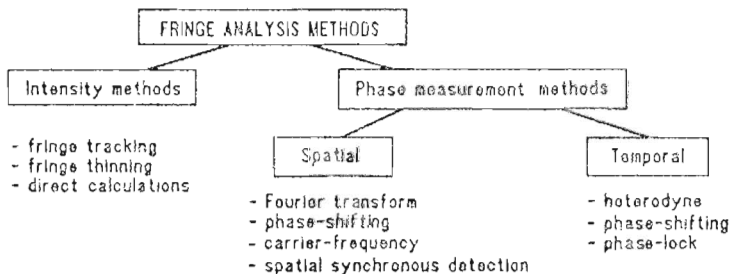 FRINGE ANALYSIS METHODS
Intensity methods
Phase measurement methods
- fringe tracking
- fringe thinning
- direct calculations
Spatial
Temporal
- Fourier transform
- phase-shifting
- carrier-frequency
- spatial synchronous detection
- heterodyne
- phase-shifting
- phase-lock